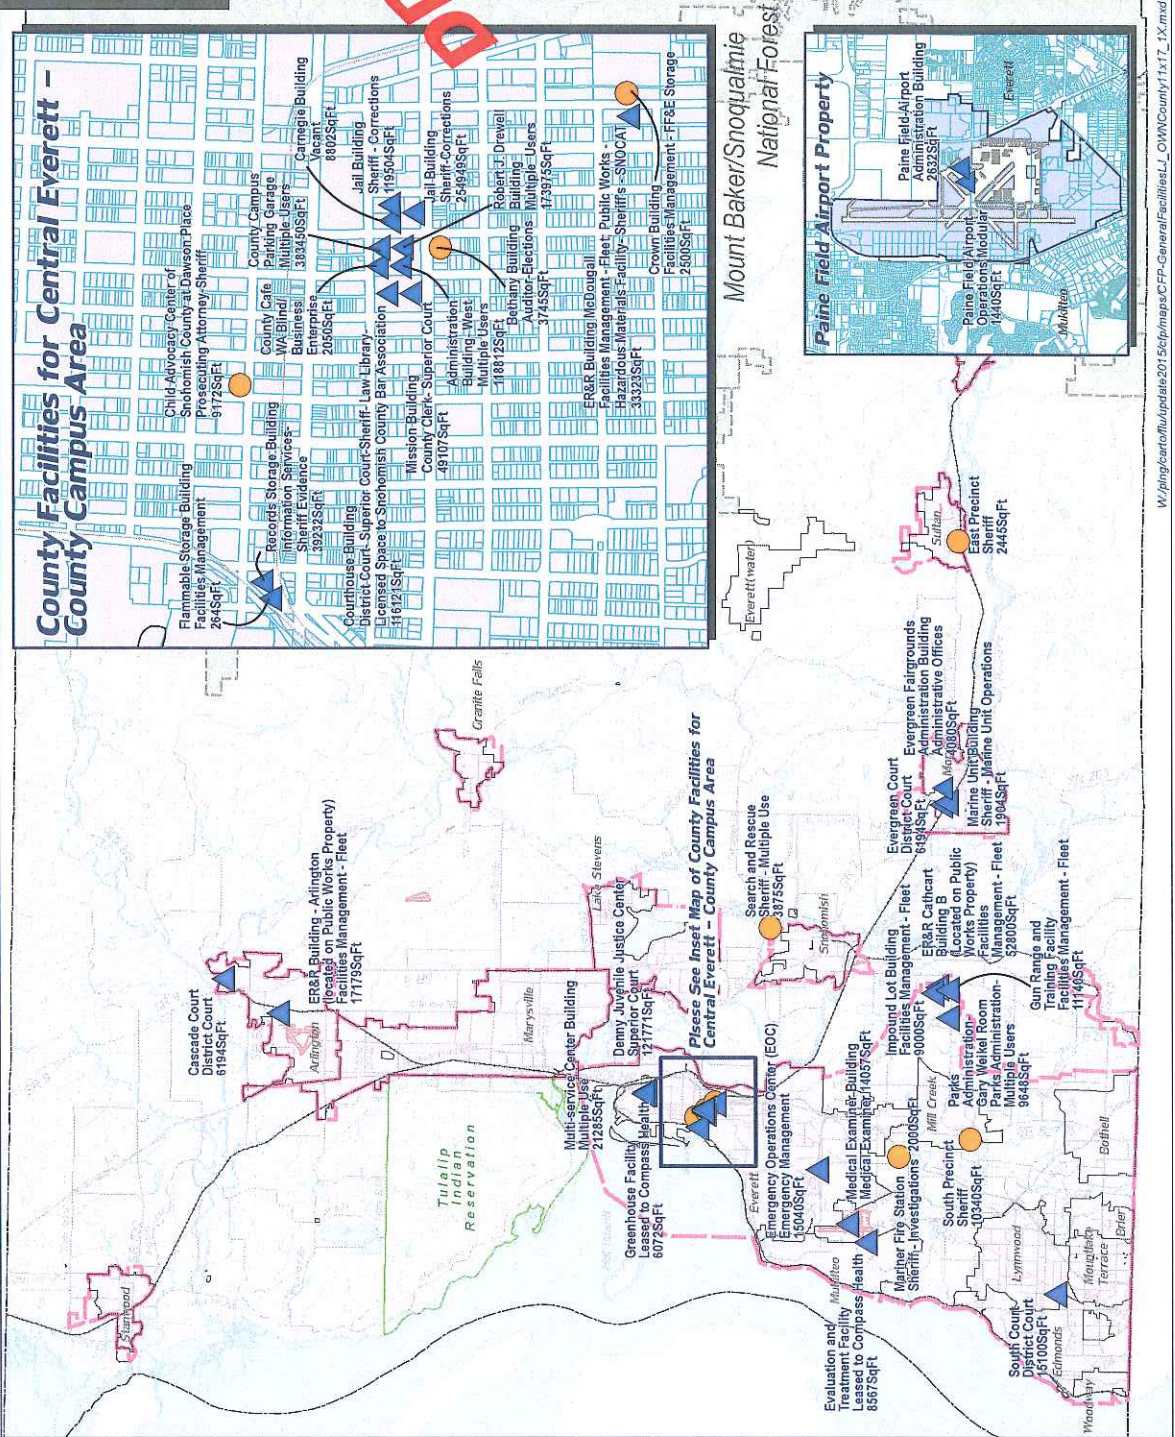 County Facilities for Central Everett –
County Campus Area
Flammable Storage Building
Facilities Management
264SqFt
Records Storage Building
Information Services-
Sheriff Evidence
39232SqFt
Child Advocacy Center of
Snohomish County at Dawson Place
Prosecuting Attorney-Sheriff
9172SqFt
County Cafe
WA Blind/
Business
Enterprise
2050SqFt
County Campus
Parking Garage
Multiple Users
383450SqFt
Carnegie Building
Vacant
8802SqFt
Jail Building
Sheriff - Corrections
119504SqFt
Jail Building
Sheriff-Corrections
254949SqFt
Robert J. Drewell
Building
Multiple Users
173975SqFt
Courthouse Building
District Court- Superior Court-Sheriff- Law Library-
Licensed Space to Snohomish County Bar Association
116121SqFt
Mission Building
County Clerk- Superior Court
49107SqFt
Administration
Building-West
Multiple Users
118812SqFt
Bethany Building
Auditor-Elections
3745SqFt
ER&R Building McDougall
Facilities Management - Fleet; Public Works -
Hazardous Materials Facility- Sheriffs - SNOCAT
33323SqFt
Crown Building
Facilities Management - FF&E Storage
2500SqFt
Mount Baker/Snoqualmie
National Forest
Paine Field Airport Property
Paine Field-Airport
Administration Building
2632SqFt
Paine Field Airport
Operations Modular
1440SqFt
Everett
Mukilteo
Stanwood
Cascade Court
District Court
6194SqFt
Arlington
ER&R Building - Arlington
(located on Public Works Property)
Facilities Management - Fleet
17179SqFt
Granite Falls
Tulalip
Indian
Reservation
Marysville
Lake Stevens
Multi-service Center Building
Multiple Use
21285SqFt
Denny Juvenile Justice Center
Superior Court
121771SqFt
Greenhouse Facility
Leased to Compass Health
6072SqFt
Plsese See Inset Map of County Facilities for
Central Everett – County Campus Area
Everett(water)
Everett
Emergency Operations Center (EOC)
Emergency Management
15040SqFt
Search and Rescue
Sheriff - Multiple Use
3875SqFt
Snohomish
Mukilteo
Evaluation and
Treatment Facility
Leased to Compass Health
8567SqFt
Medical Examiner Building
Medical Examiner 14057SqFt
Mariner Fire Station
Sheriff- Investigations 2000SqFt
Impound Lot Building
Facilities Management - Fleet
9000SqFt
ER&R Cathcart
Building B
(Located on Public
Works Property)
Facilities
Management - Fleet
52800SqFt
Evergreen Court
District Court
6194SqFt
Evergreen Fairgrounds
Administration Building
Administrative Offices
4080SqFt
Marine Unit Building
Sheriff - Marine Unit Operations
1904SqFt
Sultan
East Precinct
Sheriff
2445SqFt
Mill Creek
South Precinct
Sheriff
10340SqFt
Parks
Administration-
Gary Weikel Room
Parks Administration-
Multiple Users
9648SqFt
Gun Range and
Training Facility
Facilities Management - Fleet
11140SqFt
Lynnwood
South Court
District Court
15100SqFt
Edmonds
Woodway
Mountlake
Terrace
Brier
Bothell